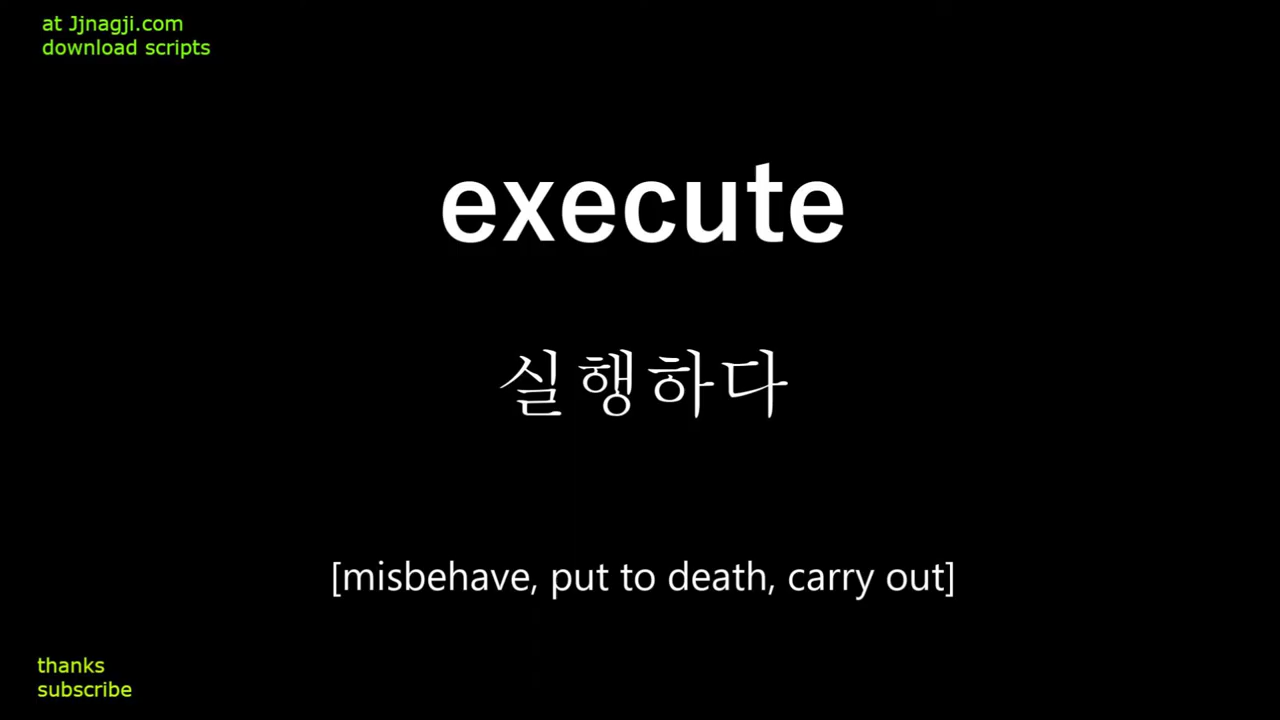 at Jjnagji.com
download scripts
execute
실행하다
[misbehave, put to death, carry out]
thanks
subscribe